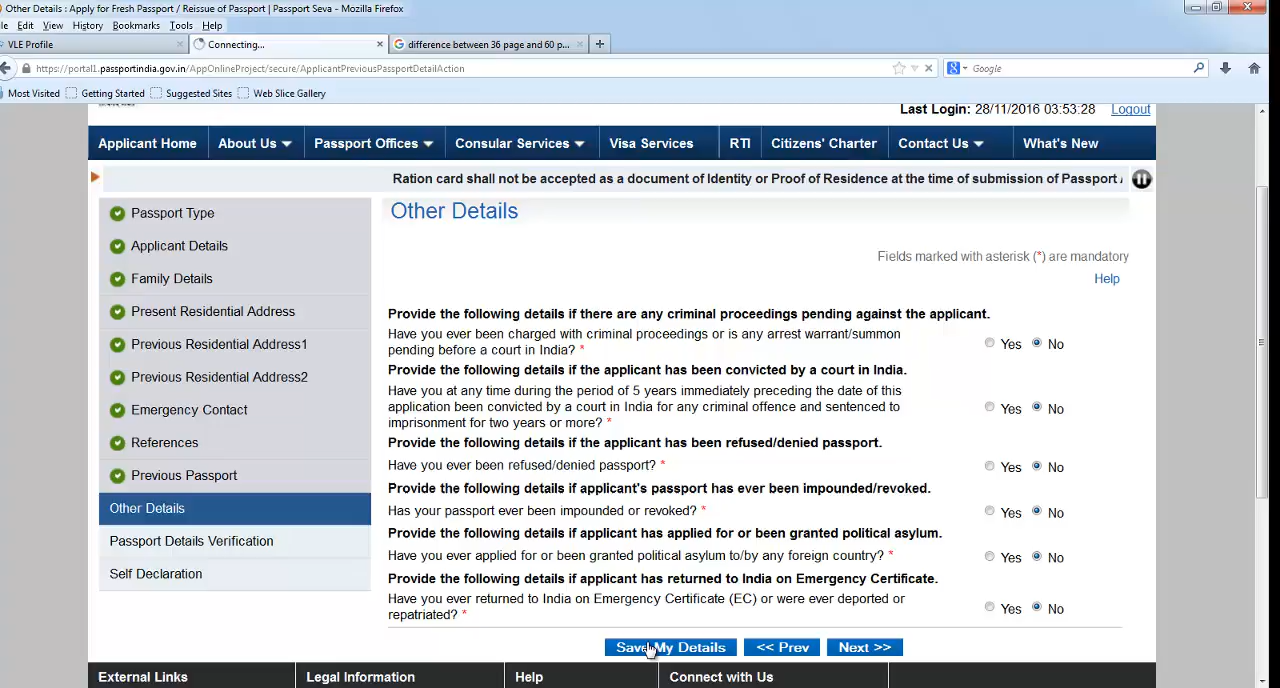 Other Details : Apply for Fresh Passport / Reissue of Passport | Passport Seva - Mozilla Firefox
Edit View History Bookmarks Tools Help
VLE Profile × Connecting... × difference between 36 page and 60 p... × +
https://portal1.passportindia.gov.in/AppOnlineProject/secure/ApplicantPreviousPassportDetailAction Google
Most Visited Getting Started Suggested Sites Web Slice Gallery
Last Login: 28/11/2016 03:53:28 Logout
Applicant Home About Us Passport Offices Consular Services Visa Services RTI Citizens' Charter Contact Us What's New
Ration card shall not be accepted as a document of Identity or Proof of Residence at the time of submission of Passport
Passport Type
Applicant Details
Family Details
Present Residential Address
Previous Residential Address1
Previous Residential Address2
Emergency Contact
References
Previous Passport
Other Details
Passport Details Verification
Self Declaration
Other Details
Fields marked with asterisk (*) are mandatory
Help
Provide the following details if there are any criminal proceedings pending against the applicant.
Have you ever been charged with criminal proceedings or is any arrest warrant/summon
pending before a court in India? * Yes No
Provide the following details if the applicant has been convicted by a court in India.
Have you at any time during the period of 5 years immediately preceding the date of this
application been convicted by a court in India for any criminal offence and sentenced to Yes No
imprisonment for two years or more? *
Provide the following details if the applicant has been refused/denied passport.
Have you ever been refused/denied passport? * Yes No
Provide the following details if applicant's passport has ever been impounded/revoked.
Has your passport ever been impounded or revoked? * Yes No
Provide the following details if applicant has applied for or been granted political asylum.
Have you ever applied for or been granted political asylum to/by any foreign country? * Yes No
Provide the following details if applicant has returned to India on Emergency Certificate.
Have you ever returned to India on Emergency Certificate (EC) or were ever deported or
repatriated? * Yes No
Save My Details << Prev Next >>
External Links Legal Information Help Connect with Us